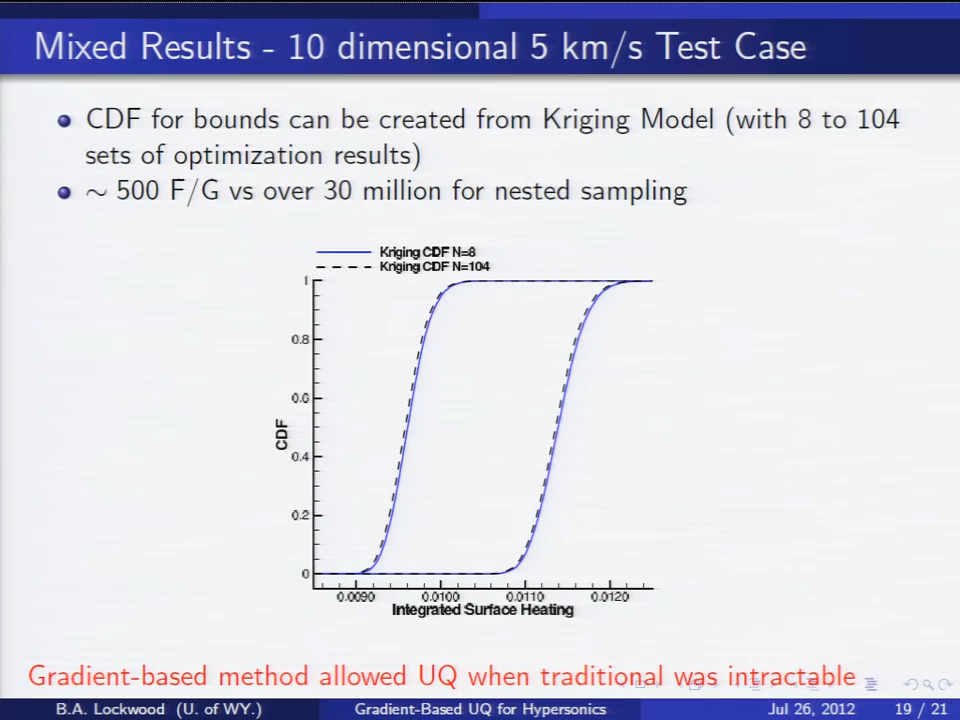 Mixed Results - 10 dimensional 5 km/s Test Case
CDF for bounds can be created from Kriging Model (with 8 to 104
sets of optimization results)
∼ 500 F/G vs over 30 million for nested sampling
Kriging CDF N=8
Kriging CDF N=104
1
0.8
0.6
0.4
0.2
0
CDF
0.0090 0.0100 0.0110 0.0120
Integrated Surface Heating
Gradient-based method allowed UQ when traditional was intractable
B.A. Lockwood (U. of WY.) Gradient-Based UQ for Hypersonics Jul 26, 2012 19 / 21